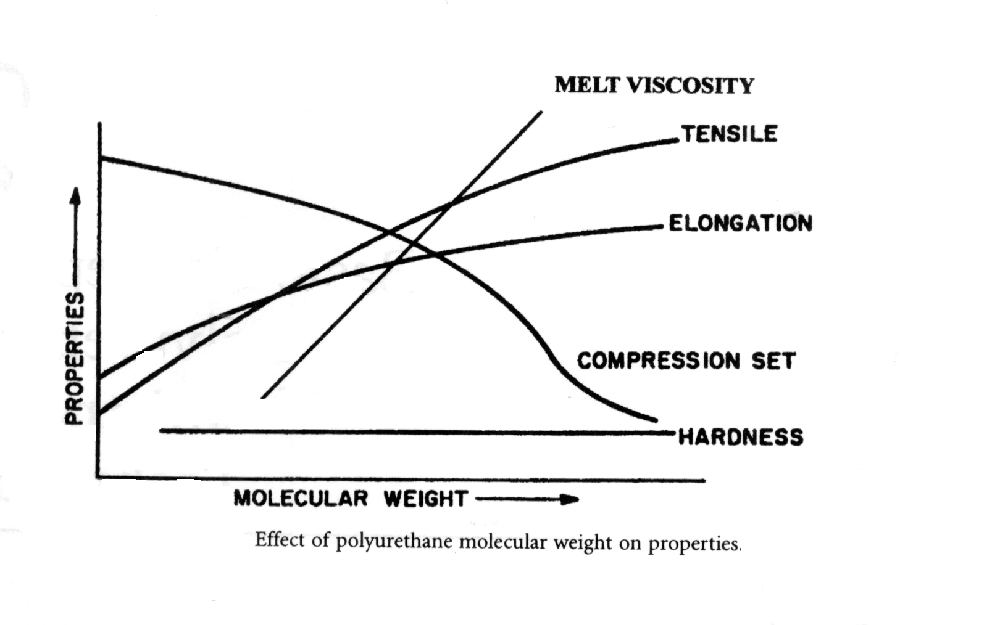 MELT VISCOSITY
TENSILE
ELONGATION
PROPERTIES
COMPRESSION SET
HARDNESS
MOLECULAR WEIGHT
Effect of polyurethane molecular weight on properties.